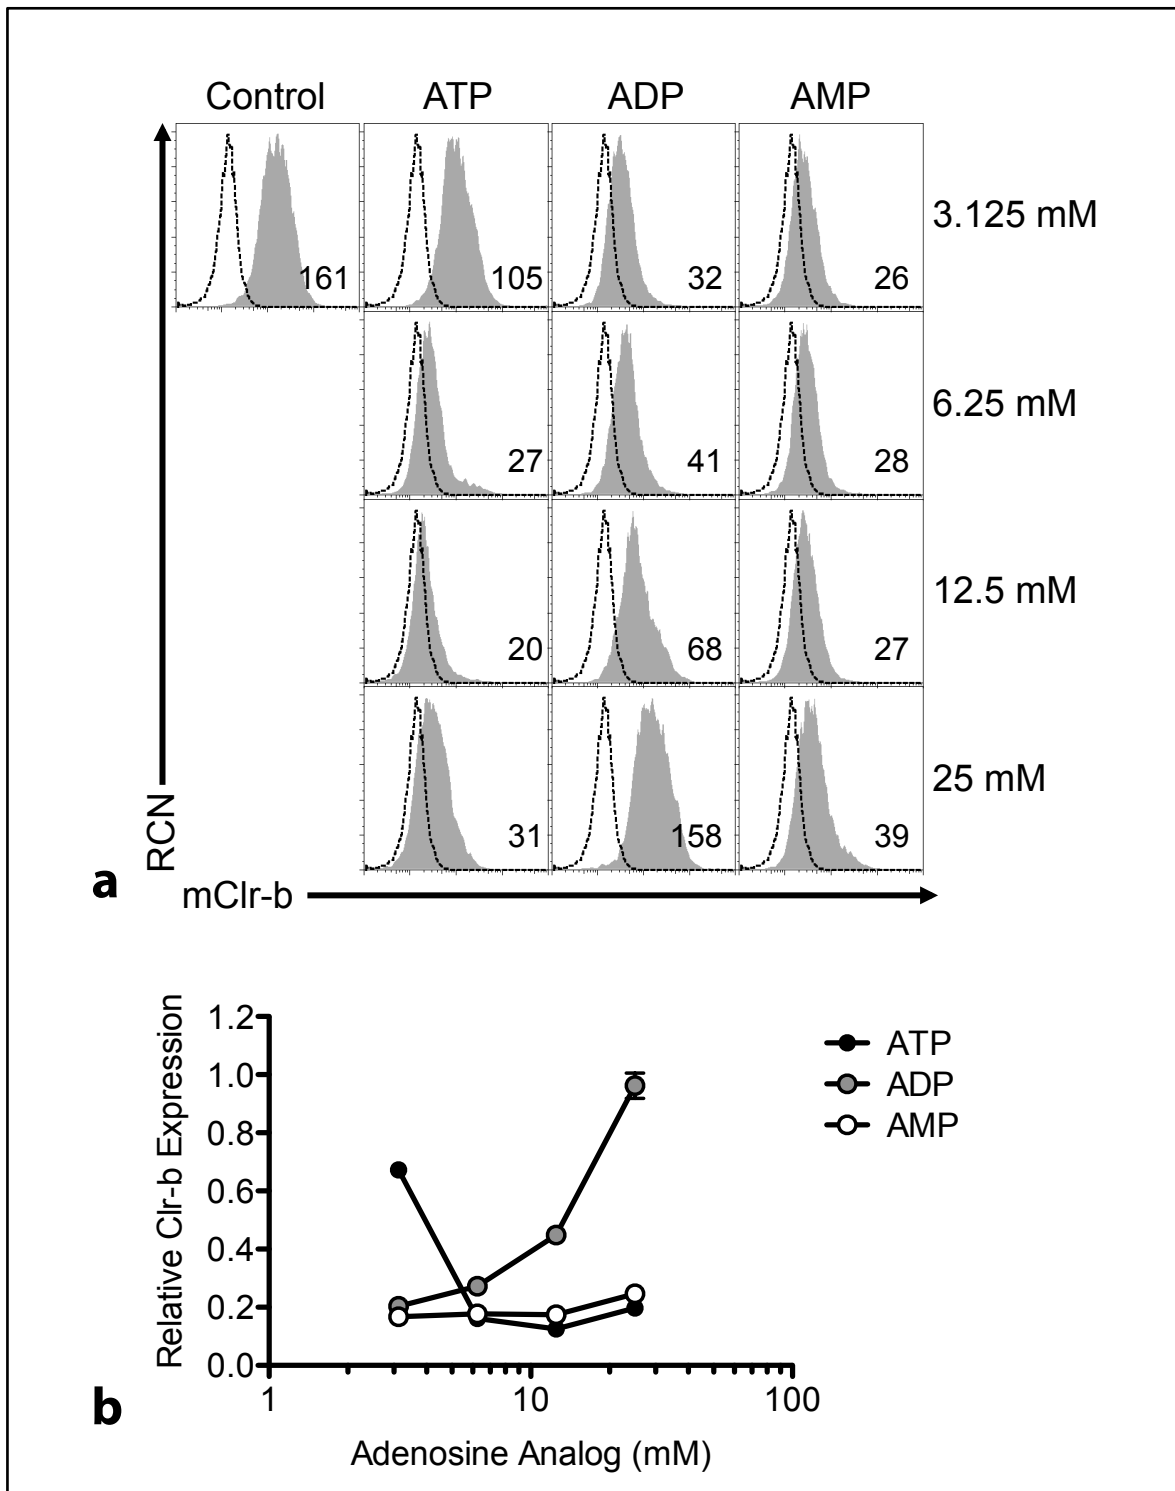 Control ATP ADP AMP
161 105 32 26 3.125 mM
27 41 28 6.25 mM
20 68 27 12.5 mM
31 158 39 25 mM
RCN
a
mClr-b
Relative Clr-b Expression
1.2
1.0
0.8
0.6
0.4
0.2
0.0
1 10 100
Adenosine Analog (mM)
ATP
ADP
AMP
b